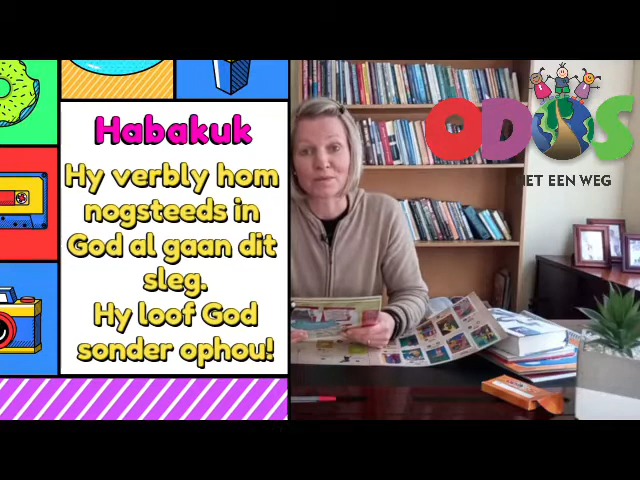 Habakuk
Hy verbly hom
nogsteeds in
God al gaan dit
sleg.
Hy loof God
sonder ophou!
ODOS
NET EEN WEG